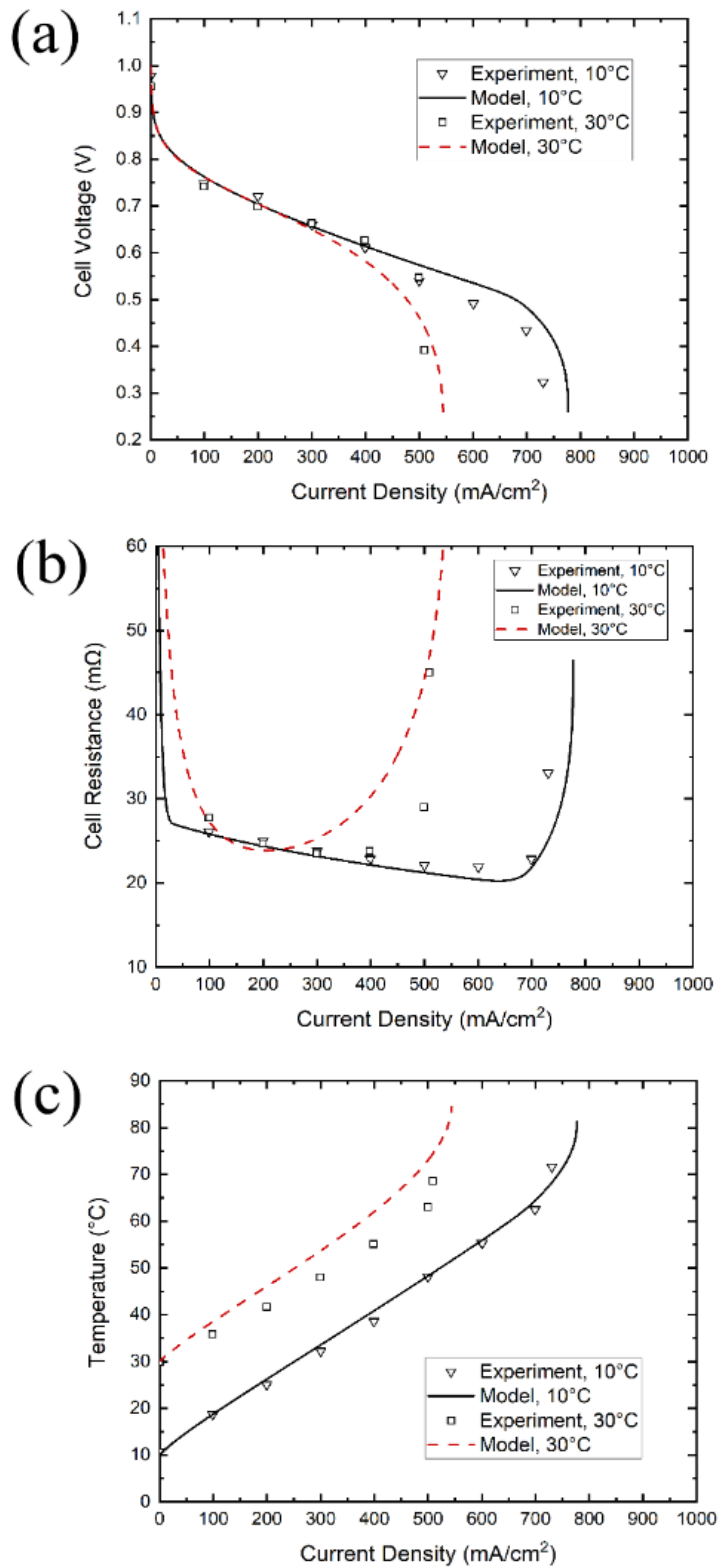 (a)
1.1
1.0
0.9
0.8
0.7
0.6
0.5
0.4
0.3
0.2
Cell Voltage (V)
Experiment, 10°C
Model, 10°C
Experiment, 30°C
Model, 30°C
0 100 200 300 400 500 600 700 800 900 1000
Current Density (mA/cm²)
(b)
60
50
40
30
20
10
Cell Resistance (mΩ)
Experiment, 10°C
Model, 10°C
Experiment, 30°C
Model, 30°C
0 100 200 300 400 500 600 700 800 900 1000
Current Density (mA/cm²)
(c)
90
80
70
60
50
40
30
20
10
0
Temperature (°C)
Experiment, 10°C
Model, 10°C
Experiment, 30°C
Model, 30°C
0 100 200 300 400 500 600 700 800 900 1000
Current Density (mA/cm²)